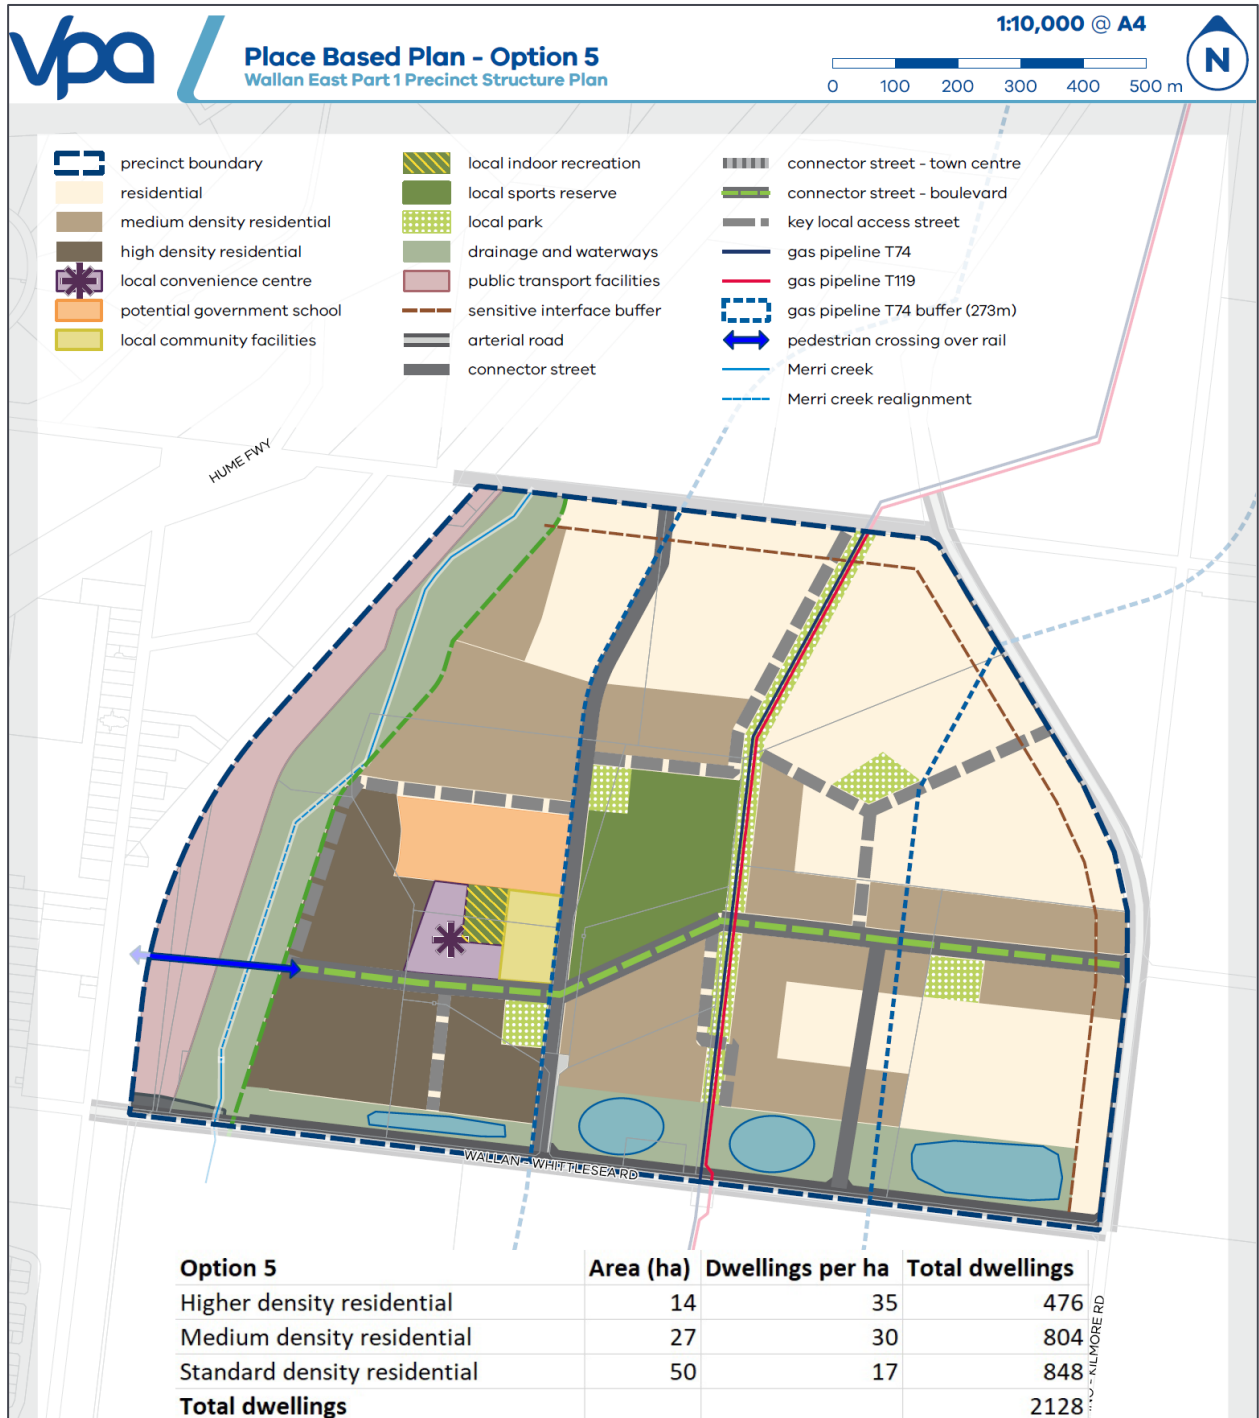 vpa
Place Based Plan - Option 5
Wallan East Part 1 Precinct Structure Plan
1:10,000 @ A4
0 100 200 300 400 500 m
N
precinct boundary
residential
medium density residential
high density residential
local convenience centre
potential government school
local community facilities
local indoor recreation
local sports reserve
local park
drainage and waterways
public transport facilities
sensitive interface buffer
arterial road
connector street
connector street - town centre
connector street - boulevard
key local access street
gas pipeline T74
gas pipeline T119
gas pipeline T74 buffer (273m)
pedestrian crossing over rail
Merri creek
Merri creek realignment
HUME FWY
WALLAN - WHITTLESEA RD
- KILMORE RD
Option 5 Area (ha) Dwellings per ha Total dwellings
Higher density residential 14 35 476
Medium density residential 27 30 804
Standard density residential 50 17 848
Total dwellings 2128